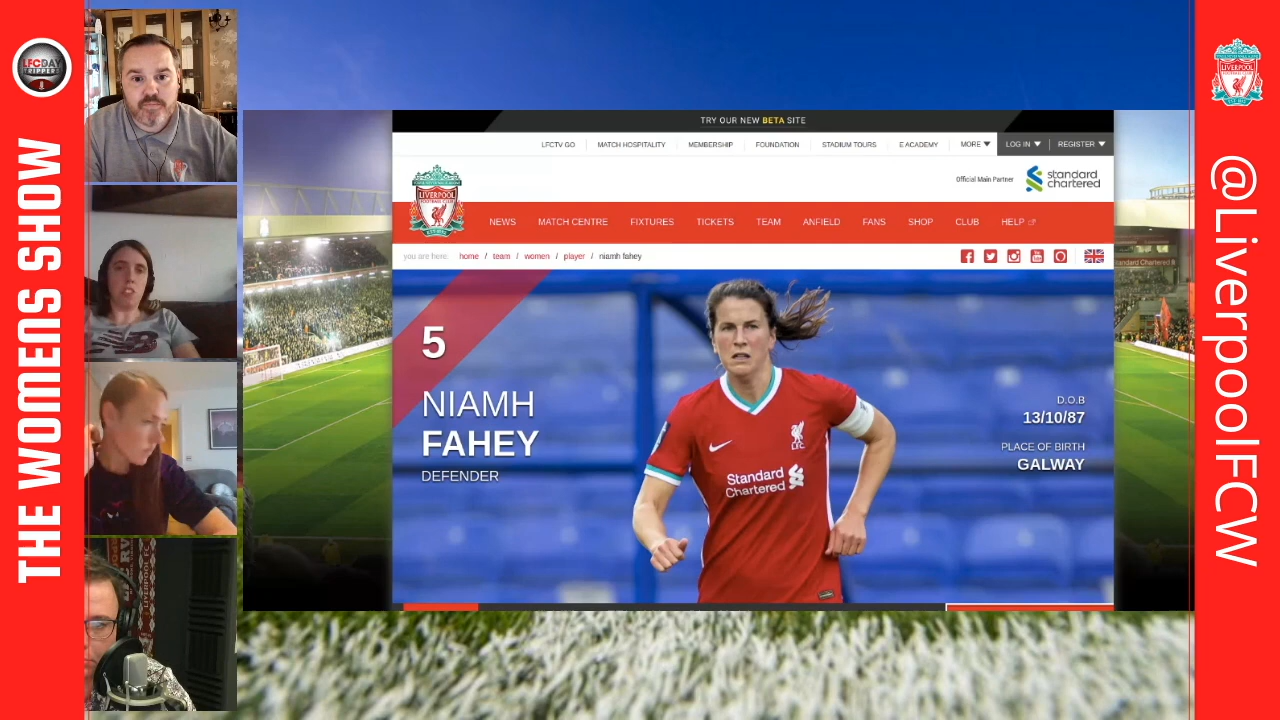 THE WOMENS SHOW
LFC DAY
TRIPPERS
TRY OUR NEW BETA SITE
LFCTV GO
MATCH HOSPITALITY
MEMBERSHIP
FOUNDATION
STADIUM TOURS
E ACADEMY
MORE
LOG IN
REGISTER
LIVERPOOL
Official Main Partner
standard
chartered
NEWS
MATCH CENTRE
FIXTURES
TICKETS
TEAM
ANFIELD
FANS
SHOP
CLUB
HELP
you are here:
home / team / women / player / niamh fahey
5
NIAMH
FAHEY
DEFENDER
D.O.B
13/10/87
PLACE OF BIRTH
GALWAY
LFC
Standard
Chartered
LIVERPOOL
@LiverpoolFCW